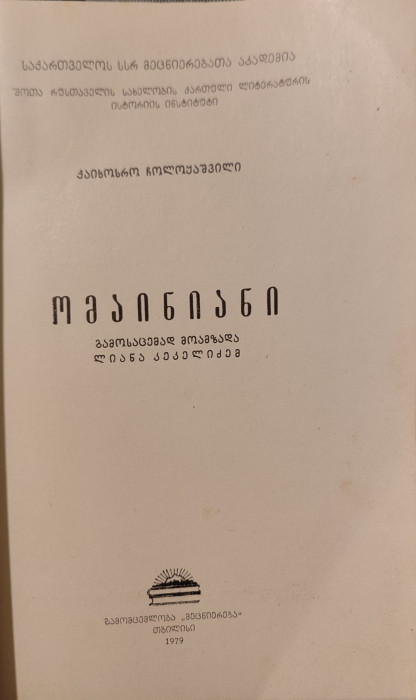 საქართველოს სსრ მეცნიერებათა აკადემია
შოთა რუსთაველის სახელობის ქართული ლიტერატურის
ისტორიის ინსტიტუტი
ქაიხოსრო ჩოლოყაშვილი
ომაინიანი
გამოსაცემად მოამზადა
ლიანა კეკელიძემ
გამომცემლობა „მეცნიერება“
თბილისი
1979